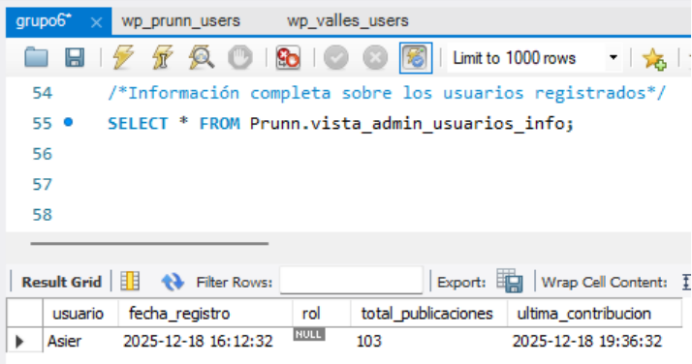 grupo6* × wp_prunn_users wp_valles_users
Limit to 1000 rows
54 /*Información completa sobre los usuarios registrados*/
55 SELECT * FROM Prunn.vista_admin_usuarios_info;
56
57
58
Result Grid Filter Rows: Export: Wrap Cell Content:
usuario fecha_registro rol total_publicaciones ultima_contribucion
Asier 2025-12-18 16:12:32 NULL 103 2025-12-18 19:36:32